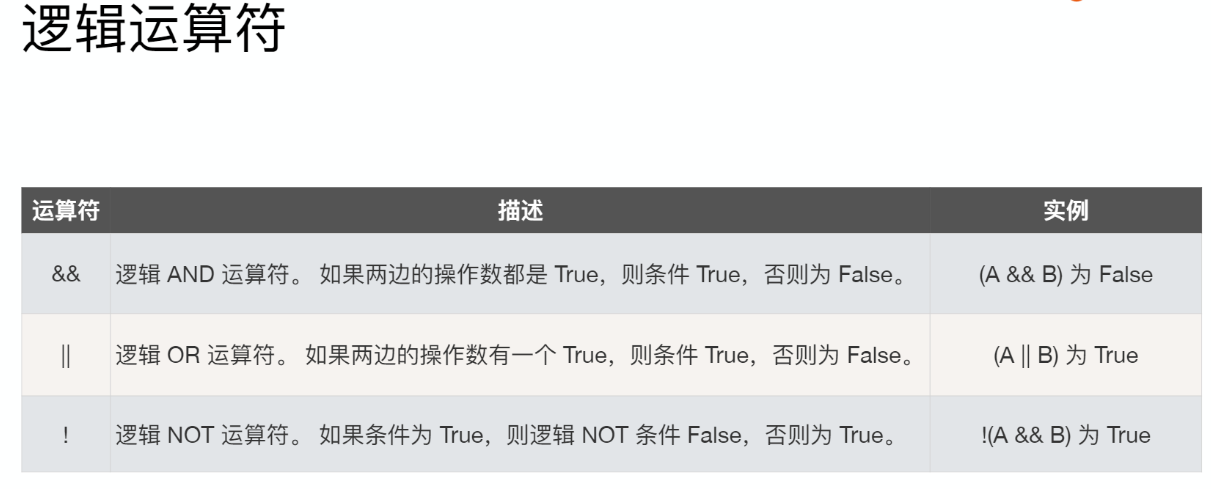 逻辑运算符
运算符 描述 实例
&& 逻辑 AND 运算符。 如果两边的操作数都是 True，则条件 True，否则为 False。 (A && B) 为 False
|| 逻辑 OR 运算符。 如果两边的操作数有一个 True，则条件 True，否则为 False。 (A || B) 为 True
! 逻辑 NOT 运算符。 如果条件为 True，则逻辑 NOT 条件 False，否则为 True。 !(A && B) 为 True